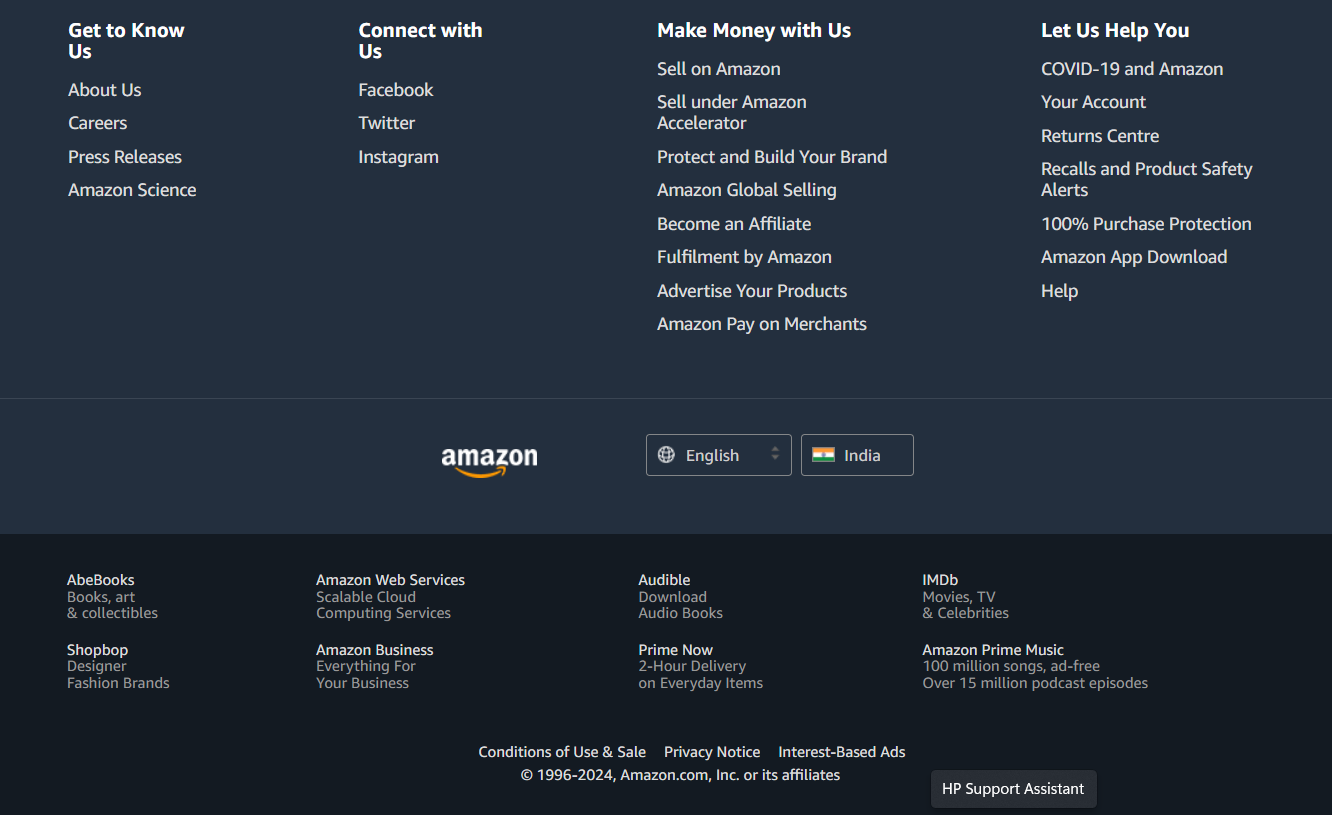 Get to Know
Us
About Us
Careers
Press Releases
Amazon Science
Connect with
Us
Facebook
Twitter
Instagram
Make Money with Us
Sell on Amazon
Sell under Amazon
Accelerator
Protect and Build Your Brand
Amazon Global Selling
Become an Affiliate
Fulfilment by Amazon
Advertise Your Products
Amazon Pay on Merchants
Let Us Help You
COVID-19 and Amazon
Your Account
Returns Centre
Recalls and Product Safety
Alerts
100% Purchase Protection
Amazon App Download
Help
amazon
English
India
AbeBooks
Books, art
& collectibles
Amazon Web Services
Scalable Cloud
Computing Services
Audible
Download
Audio Books
IMDb
Movies, TV
& Celebrities
Shopbop
Designer
Fashion Brands
Amazon Business
Everything For
Your Business
Prime Now
2-Hour Delivery
on Everyday Items
Amazon Prime Music
100 million songs, ad-free
Over 15 million podcast episodes
Conditions of Use & Sale Privacy Notice Interest-Based Ads
© 1996-2024, Amazon.com, Inc. or its affiliates
HP Support Assistant